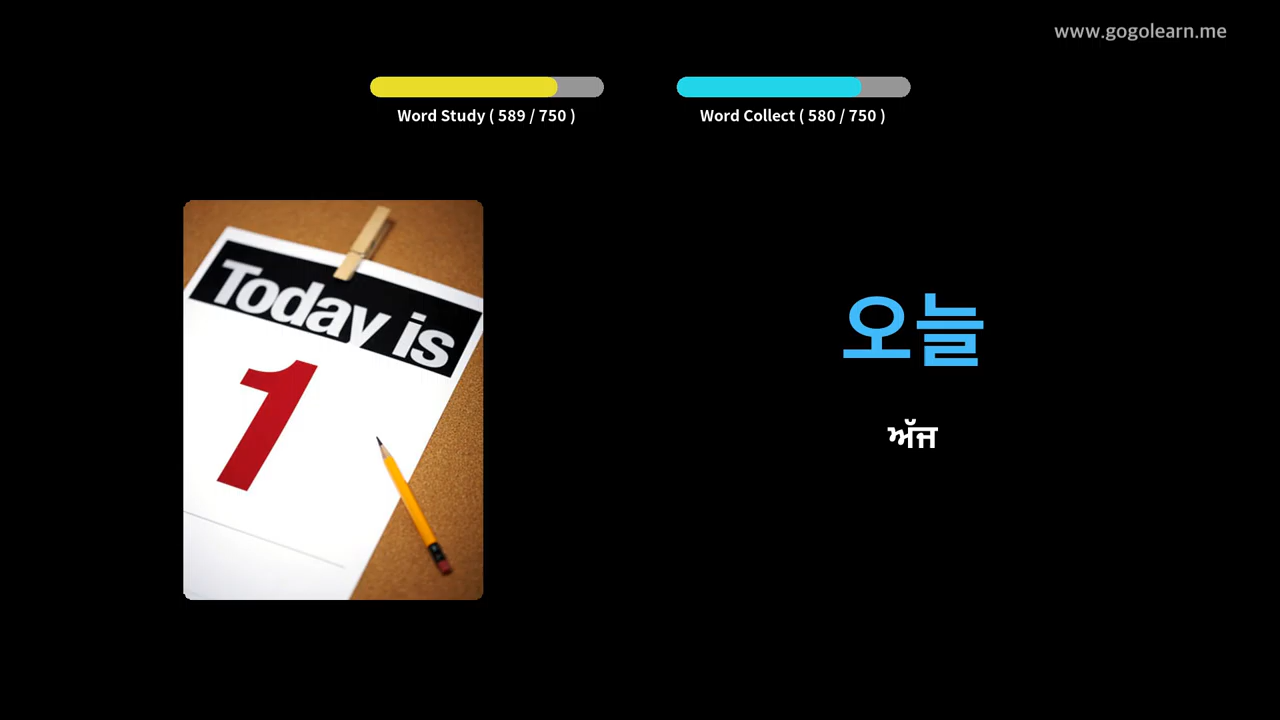 www.gogolearn.me
Word Study ( 589 / 750 )
Word Collect ( 580 / 750 )
Today is
1
오늘
ਅੱਜ